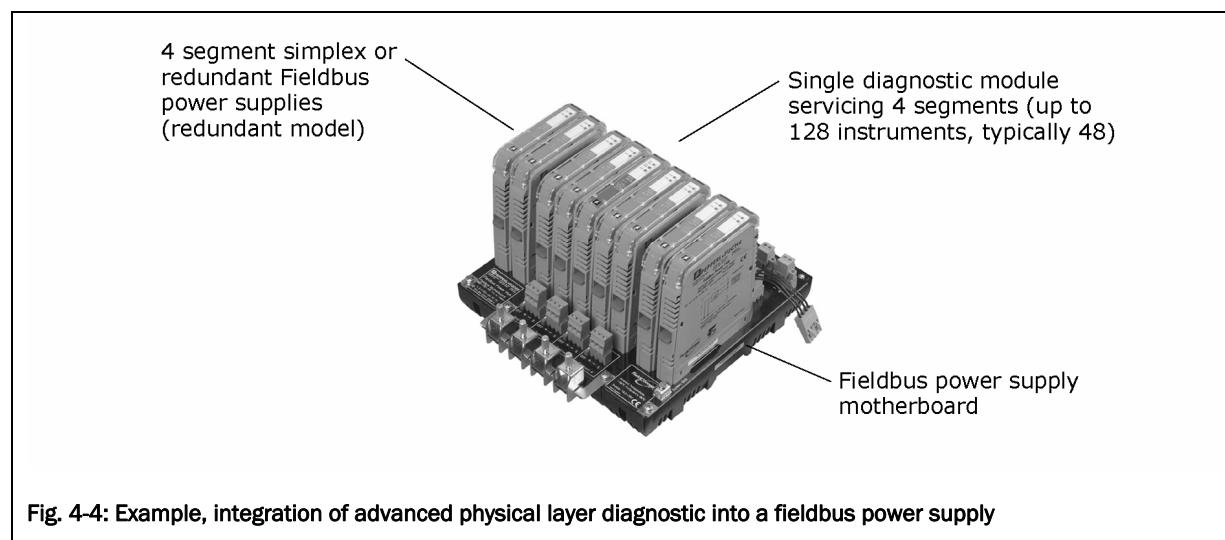 4 segment simplex or
redundant Fieldbus
power supplies
(redundant model)
Single diagnostic module
servicing 4 segments (up to
128 instruments, typically 48)
PEPPERL+FUCHS
Fieldbus power supply
motherboard
Fig. 4-4: Example, integration of advanced physical layer diagnostic into a fieldbus power supply